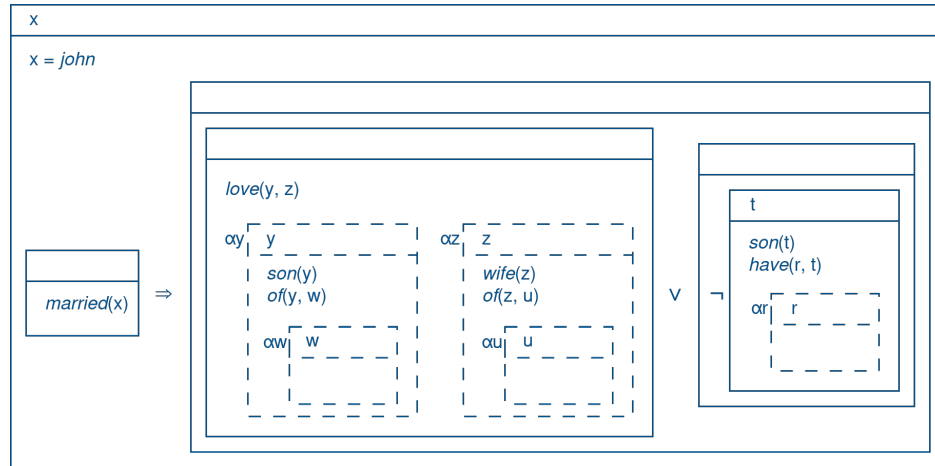 x
x = john
love(y, z)
αy y
αz z
t
son(y)
wife(z)
son(t)
of(y, w)
of(z, u)
have(r, t)
married(x) ⇒
∨ ¬
αr r
αw w
αu u